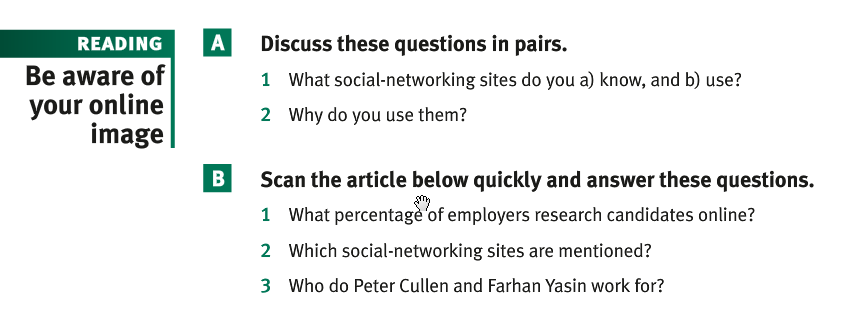 READING
Be aware of
your online
image
A Discuss these questions in pairs.
1 What social-networking sites do you a) know, and b) use?
2 Why do you use them?
B Scan the article below quickly and answer these questions.
1 What percentage of employers research candidates online?
2 Which social-networking sites are mentioned?
3 Who do Peter Cullen and Farhan Yasin work for?